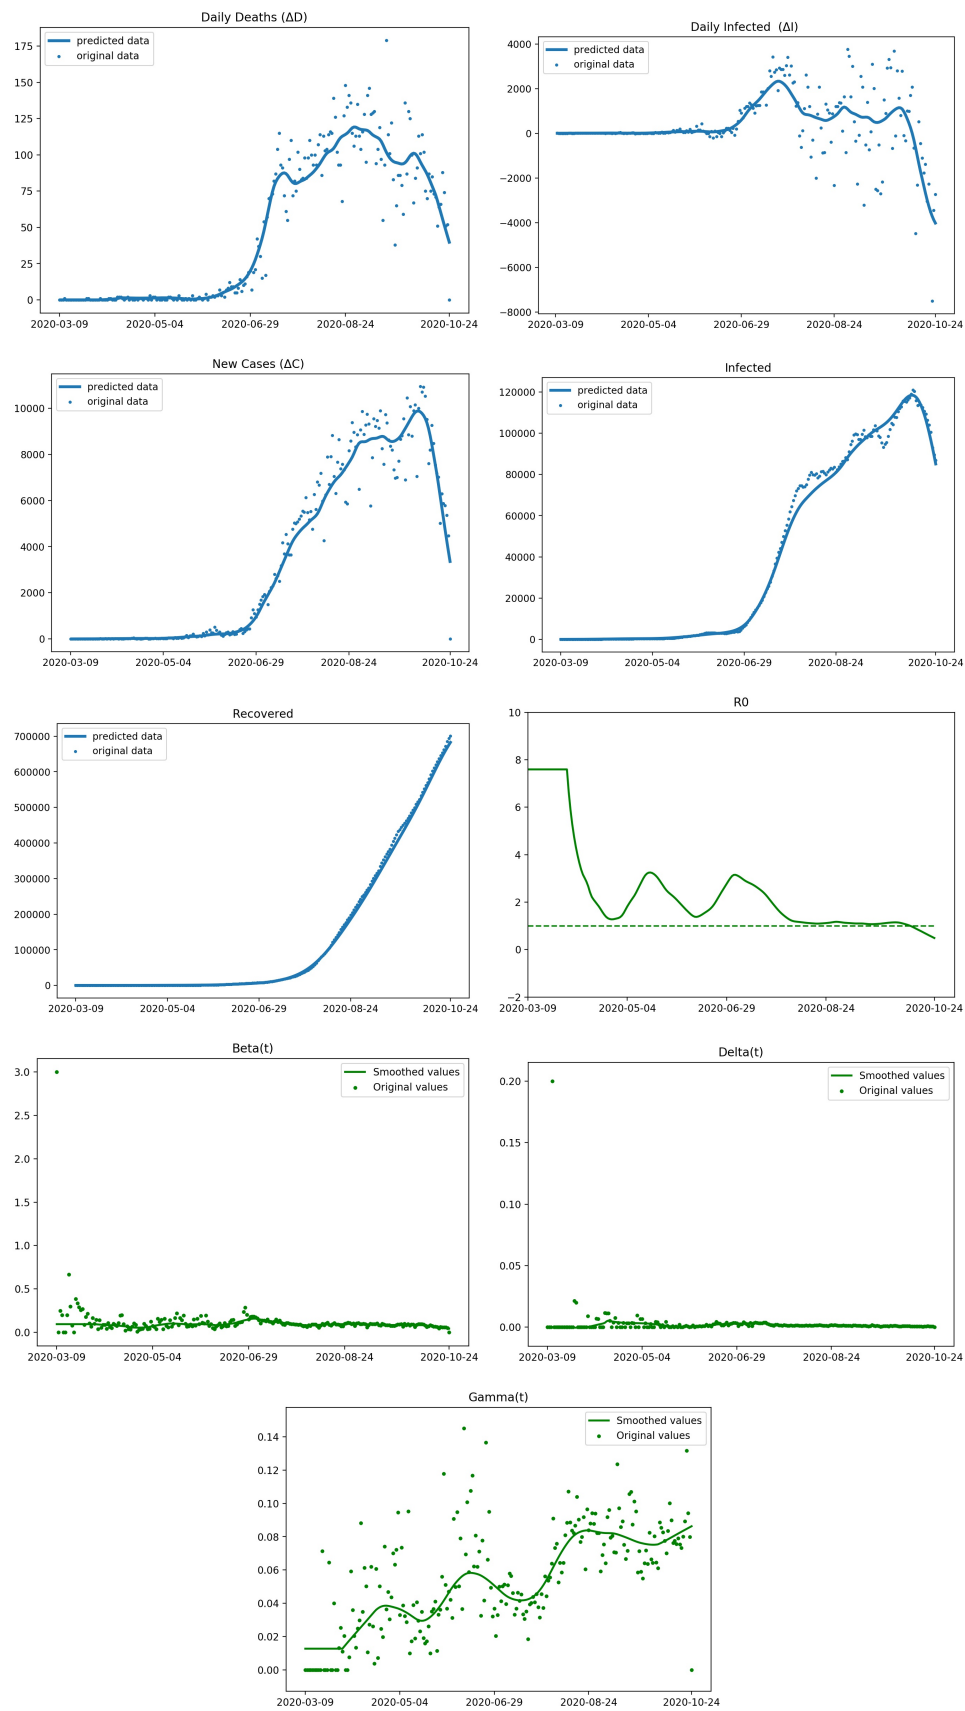 Daily Deaths (ΔD)
predicted data
original data
175
150
125
100
75
50
25
0
2020-03-09 2020-05-04 2020-06-29 2020-08-24 2020-10-24
Daily Infected (ΔI)
predicted data
original data
4000
2000
0
−2000
−4000
−6000
−8000
2020-03-09 2020-05-04 2020-06-29 2020-08-24 2020-10-24
New Cases (ΔC)
predicted data
original data
10000
8000
6000
4000
2000
0
2020-03-09 2020-05-04 2020-06-29 2020-08-24 2020-10-24
Infected
predicted data
original data
120000
100000
80000
60000
40000
20000
0
2020-03-09 2020-05-04 2020-06-29 2020-08-24 2020-10-24
Recovered
predicted data
original data
700000
600000
500000
400000
300000
200000
100000
0
2020-03-09 2020-05-04 2020-06-29 2020-08-24 2020-10-24
R0
10
8
6
4
2
0
−2
2020-03-09 2020-05-04 2020-06-29 2020-08-24 2020-10-24
Beta(t)
Smoothed values
Original values
3.0
2.5
2.0
1.5
1.0
0.5
0.0
2020-03-09 2020-05-04 2020-06-29 2020-08-24 2020-10-24
Delta(t)
Smoothed values
Original values
0.20
0.15
0.10
0.05
0.00
2020-03-09 2020-05-04 2020-06-29 2020-08-24 2020-10-24
Gamma(t)
Smoothed values
Original values
0.14
0.12
0.10
0.08
0.06
0.04
0.02
0.00
2020-03-09 2020-05-04 2020-06-29 2020-08-24 2020-10-24